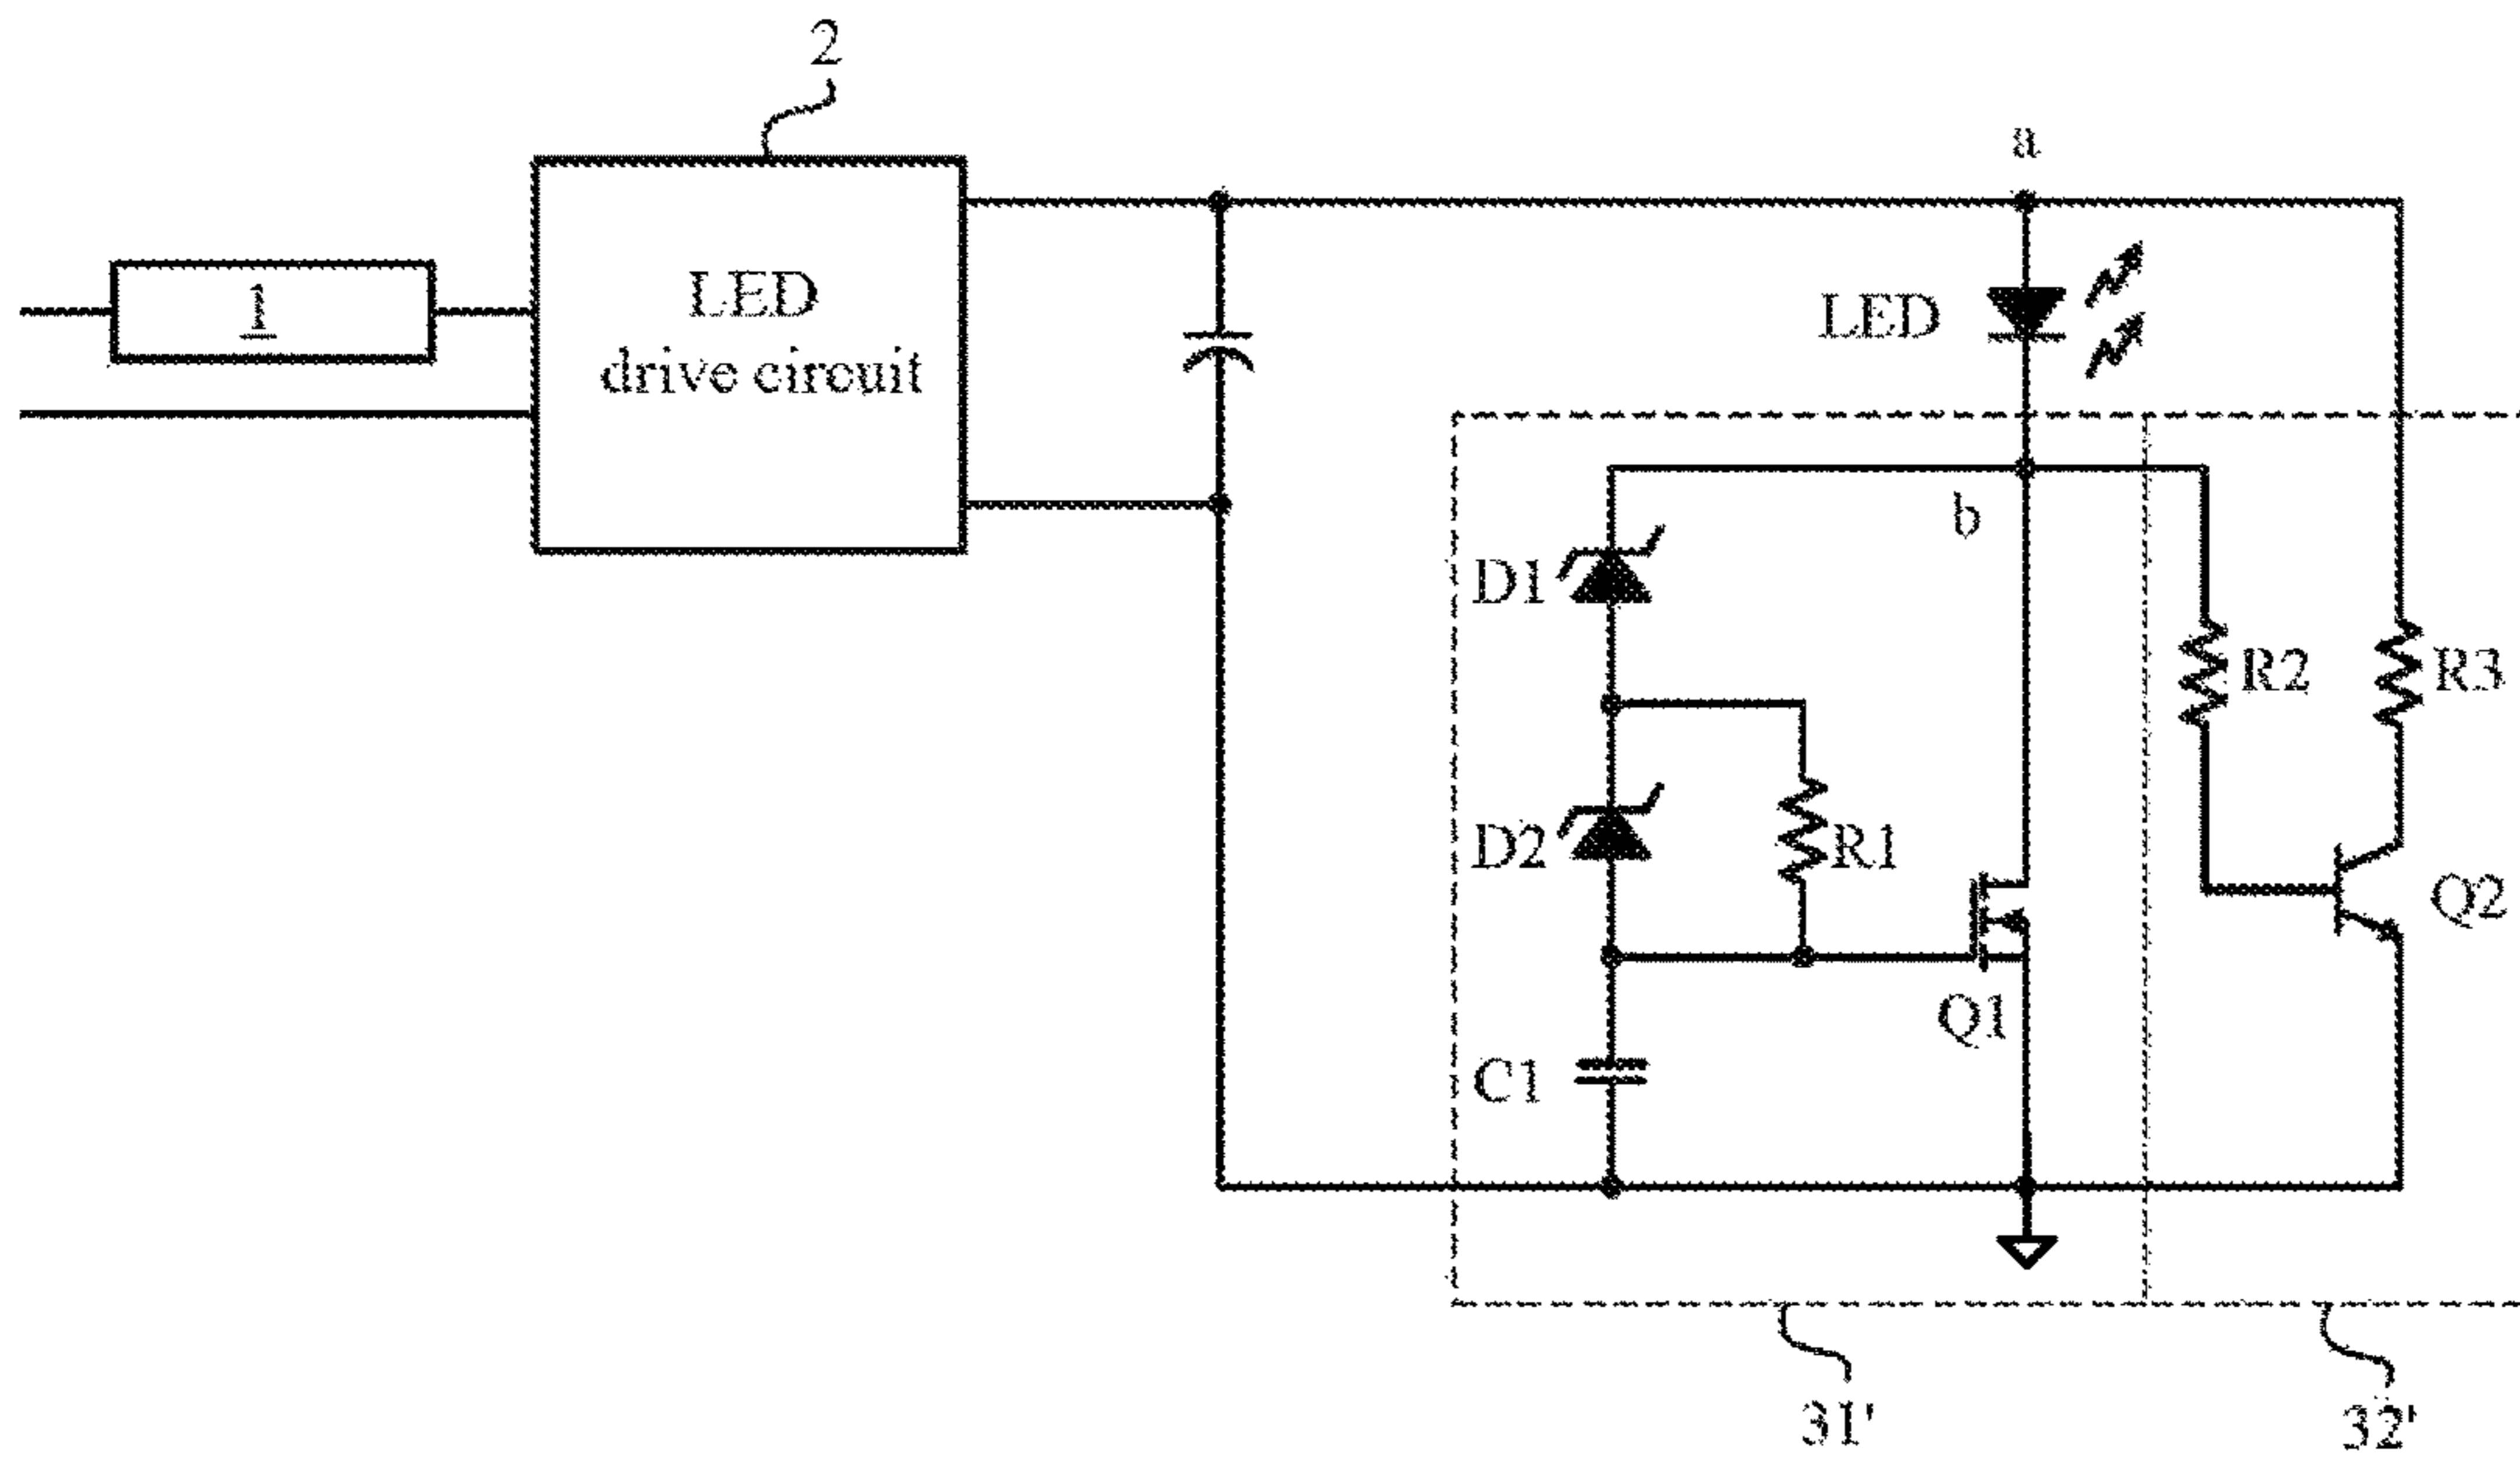 2
a
1
LED
drive circuit
LED
b
D1
R2
R3
D2
R1
Q2
Q1
C1
31'
32'